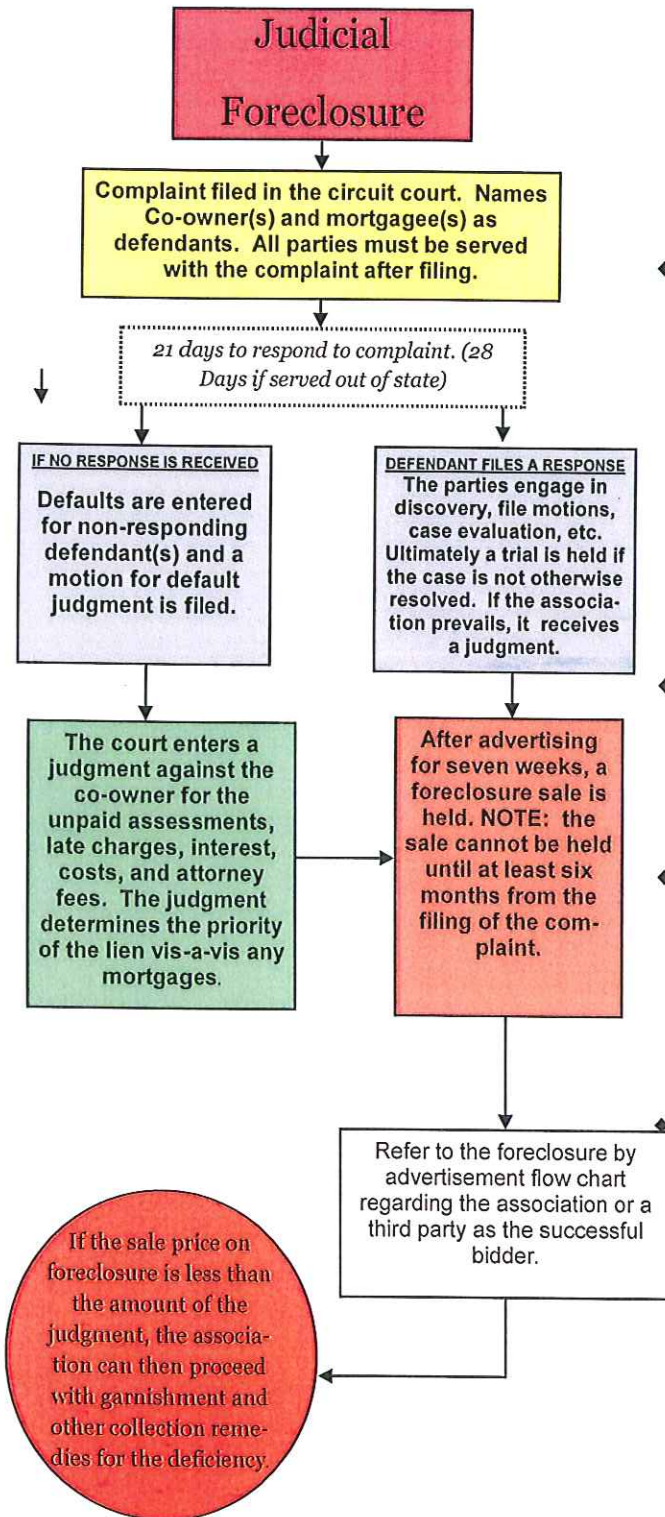 Judicial
Foreclosure
Complaint filed in the circuit court. Names
Co-owner(s) and mortgagee(s) as
defendants. All parties must be served
with the complaint after filing.
21 days to respond to complaint. (28
Days if served out of state)
IF NO RESPONSE IS RECEIVED
Defaults are entered
for non-responding
defendant(s) and a
motion for default
judgment is filed.
DEFENDANT FILES A RESPONSE
The parties engage in
discovery, file motions,
case evaluation, etc.
Ultimately a trial is held if
the case is not otherwise
resolved. If the associa-
tion prevails, it receives
a judgment.
The court enters a
judgment against the
co-owner for the
unpaid assessments,
late charges, interest,
costs, and attorney
fees. The judgment
determines the priority
of the lien vis-a-vis any
mortgages.
After advertising
for seven weeks, a
foreclosure sale is
held. NOTE: the
sale cannot be held
until at least six
months from the
filing of the com-
plaint.
Refer to the foreclosure by
advertisement flow chart
regarding the association or a
third party as the successful
bidder.
If the sale price on
foreclosure is less than
the amount of the
judgment, the associa-
tion can then proceed
with garnishment and
other collection reme-
dies for the deficiency.